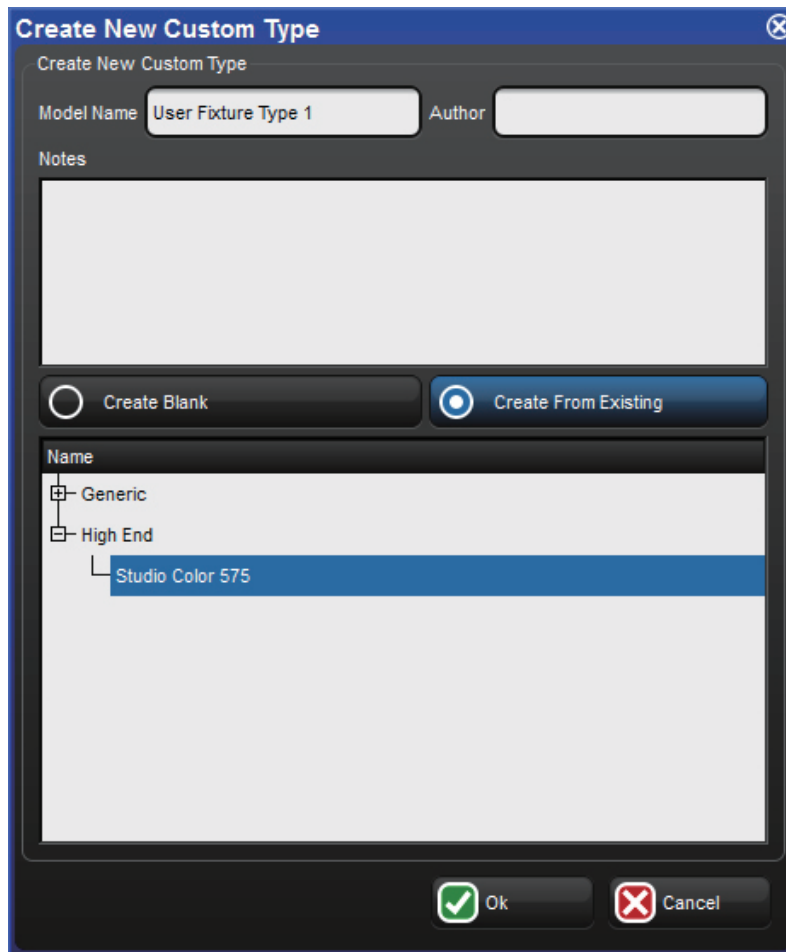 Create New Custom Type
Create New Custom Type
Model Name User Fixture Type 1 Author
Notes
Create Blank Create From Existing
Name
Generic
High End
Studio Color 575
Ok Cancel